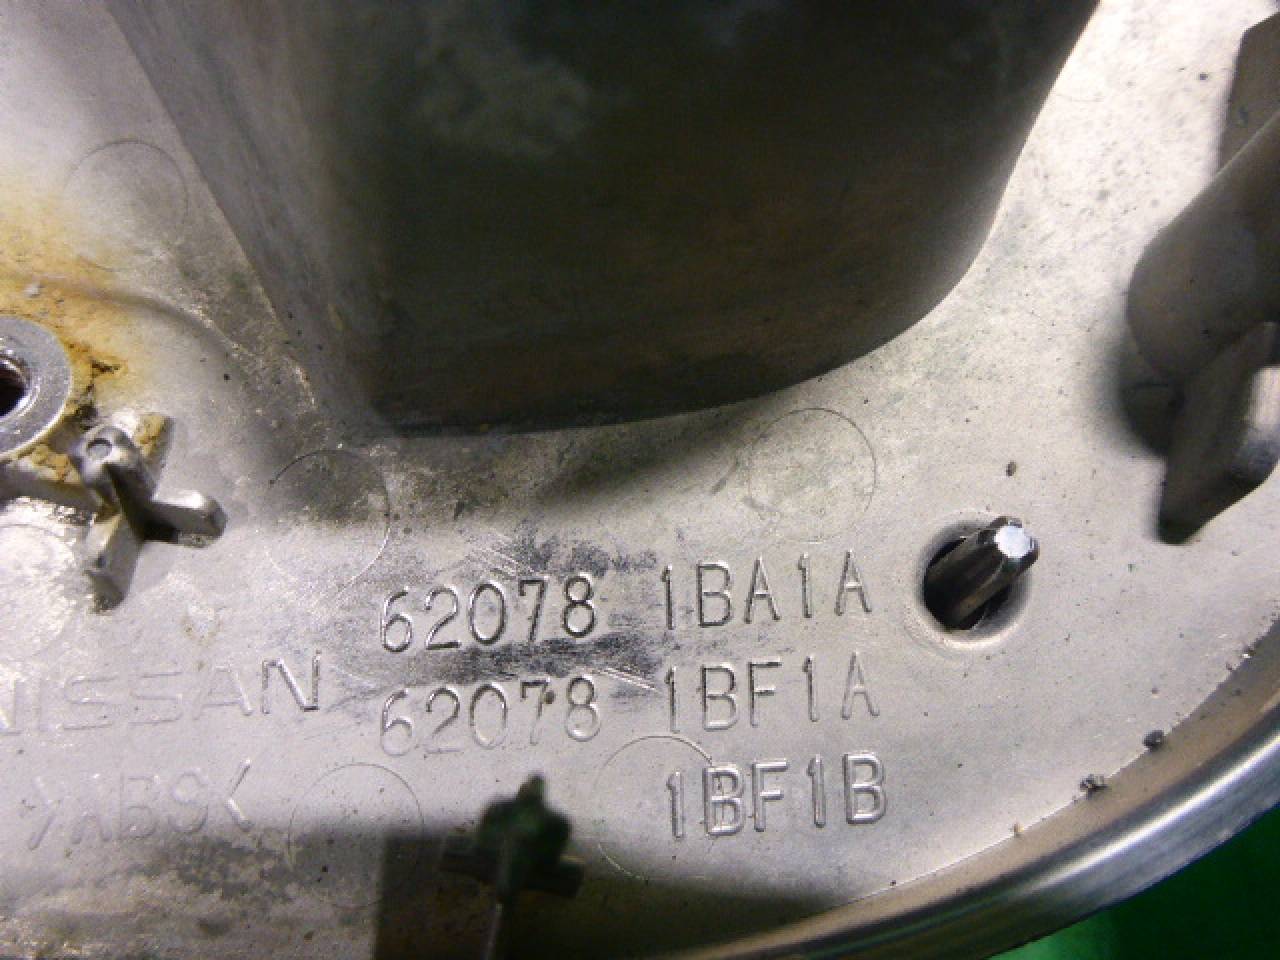 62078 1BA1A
NISSAN 62078 1BF1A
>ABS< 1BF1B